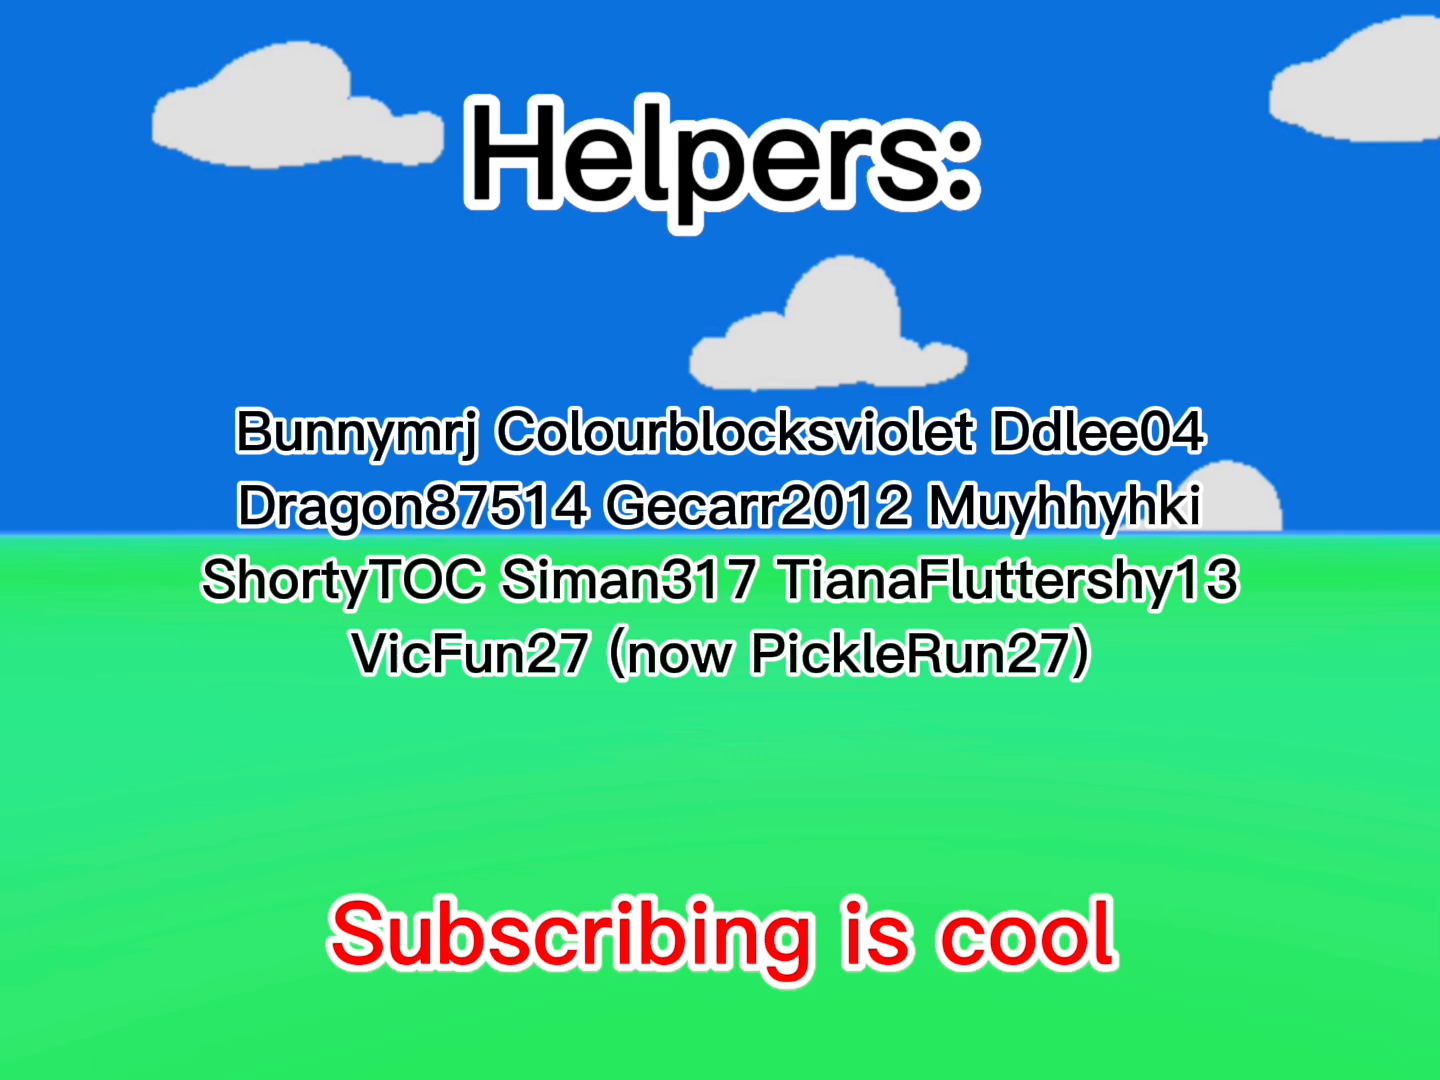 Helpers:
Bunnymrj Colourblocksviolet Ddlee04
Dragon87514 Gecarr2012 Muyhhyhki
ShortyTOC Siman317 TianaFluttershy13
VicFun27 (now PickleRun27)
Subscribing is cool